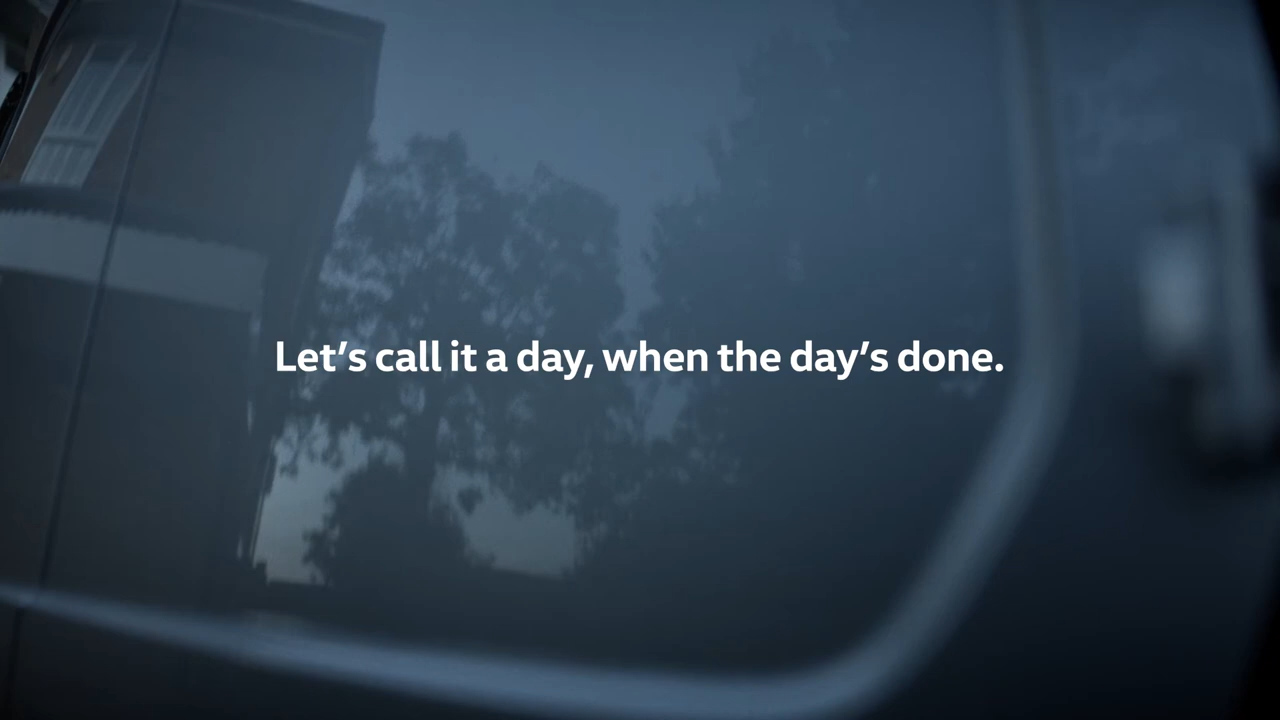 Let’s call it a day, when the day’s done.